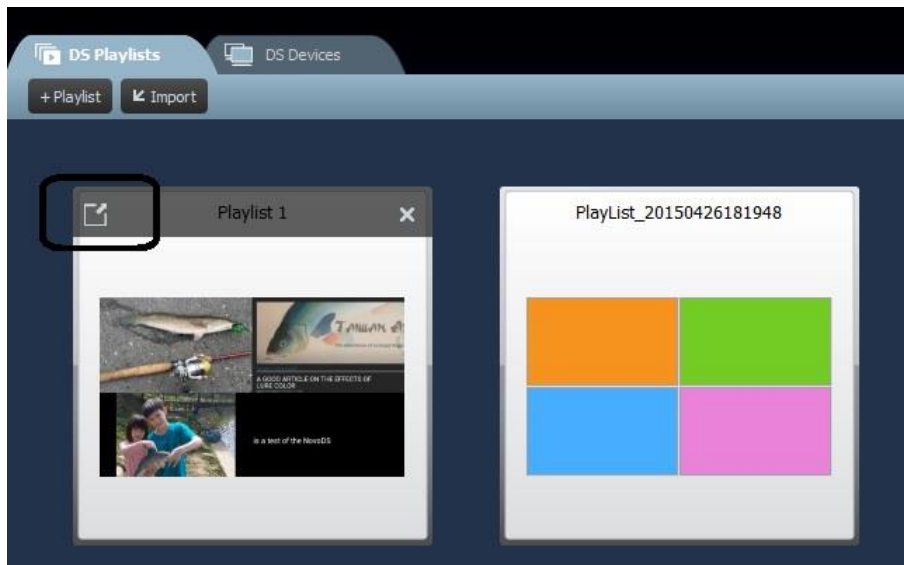 DS Playlists
DS Devices
+ Playlist
Import
Playlist 1
PlayList_20150426181948
TAIWAN A
A GOOD ARTICLE ON THE EFFECTS OF
LURE COLOR
is a test of the NovoDS